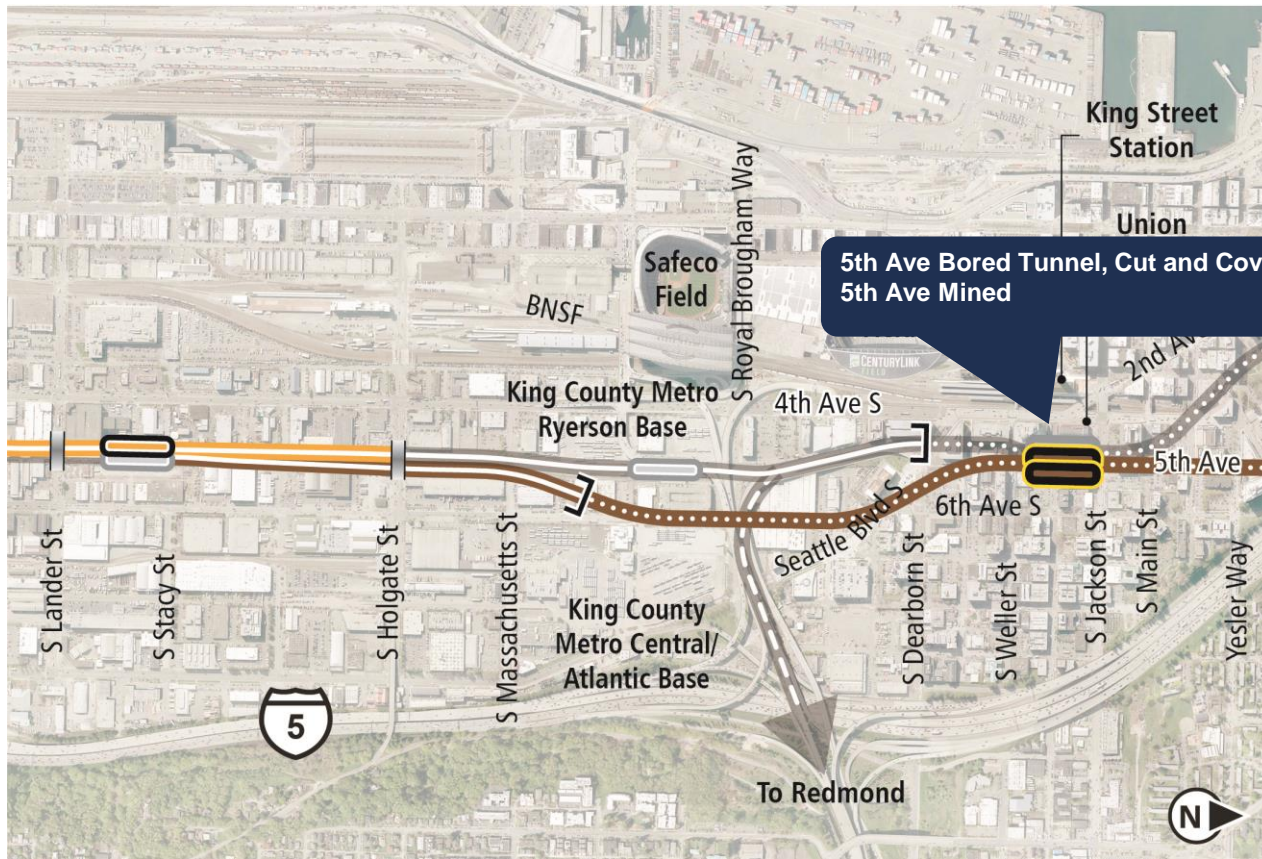 King Street
Station
Union
5th Ave Bored Tunnel, Cut and Cov
5th Ave Mined
Safeco
Field
S Royal Brougham Way
BNSF
CENTURYLINK
FIELD
2nd Av
King County Metro
Ryerson Base
4th Ave S
5th Ave
6th Ave S
Seattle Blvd S
S Lander St
S Stacy St
S Holgate St
S Massachusetts St
King County
Metro Central/
Atlantic Base
S Dearborn St
S Weller St
S Jackson St
S Main St
Yesler Way
5
To Redmond
N